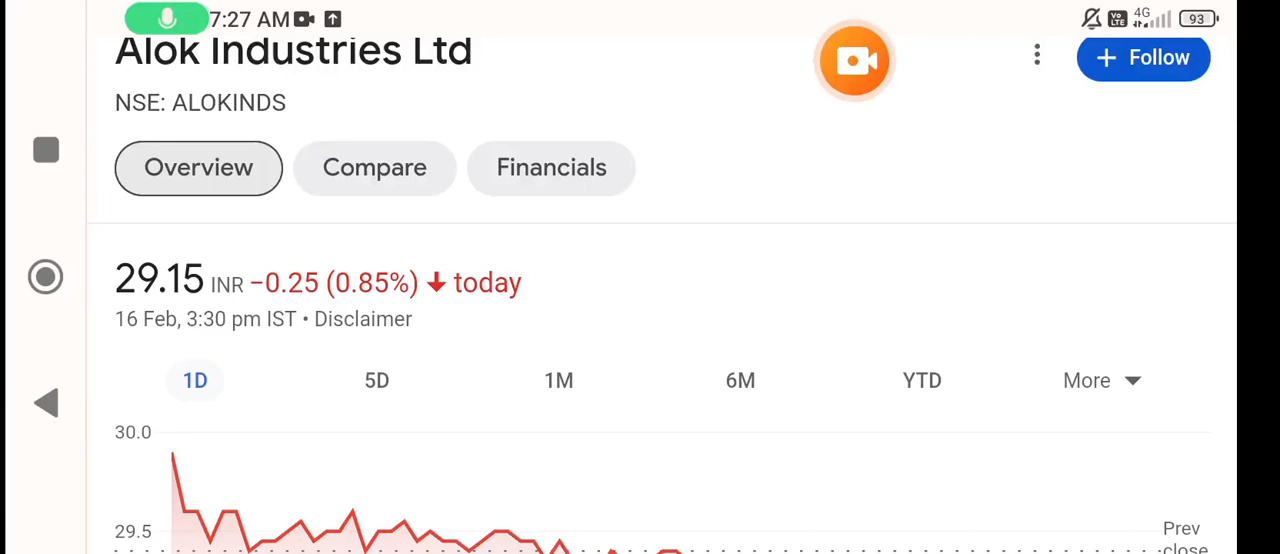 7:27 AM
Vo LTE 4G 93
Alok Industries Ltd
+ Follow
NSE: ALOKINDS
Overview Compare Financials
29.15 INR −0.25 (0.85%) ↓ today
16 Feb, 3:30 pm IST • Disclaimer
1D 5D 1M 6M YTD More
30.0
29.5
Prev
close